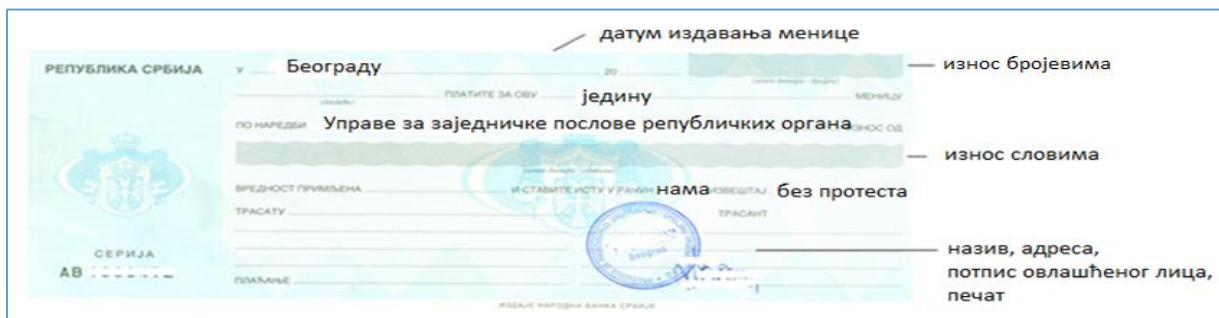 датум издавања менице
РЕПУБЛИКА СРБИЈА У Београду 20 износ бројевима
ПЛАТИТЕ ЗА ОВУ једину МЕНИЦУ
ПО НАРЕДБИ Управе за заједничке послове републичких органа ИЗНОС ОД
износ словима
ВРЕДНОСТ ПРИМЉЕНА И СТАВИТЕ ИСТУ У РАЧУН нама ИЗВЕШТАЈ без протеста
ТРАСАТУ ТРАСАНТ
СЕРИЈА назив, адреса,
АВ потпис овлашћеног лица,
ПЛАЋАЊЕ печат
ИЗДАЈЕ НАРОДНА БАНКА СРБИЈЕ